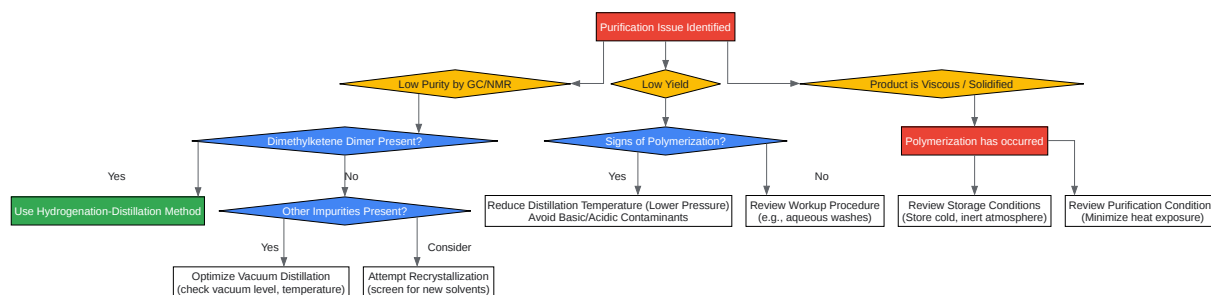 Purification Issue Identified
Low Purity by GC/NMR
Low Yield
Product is Viscous / Solidified
Dimethylketene Dimer Present?
Signs of Polymerization?
Polymerization has occurred
Yes
No
Yes
No
Use Hydrogenation-Distillation Method
Other Impurities Present?
Reduce Distillation Temperature (Lower Pressure)
Avoid Basic/Acidic Contaminants
Review Workup Procedure
(e.g., aqueous washes)
Review Storage Conditions
(Store cold, inert atmosphere)
Review Purification Conditions
(Minimize heat exposure)
Yes
Consider
Optimize Vacuum Distillation
(check vacuum level, temperature)
Attempt Recrystallization
(screen for new solvents)